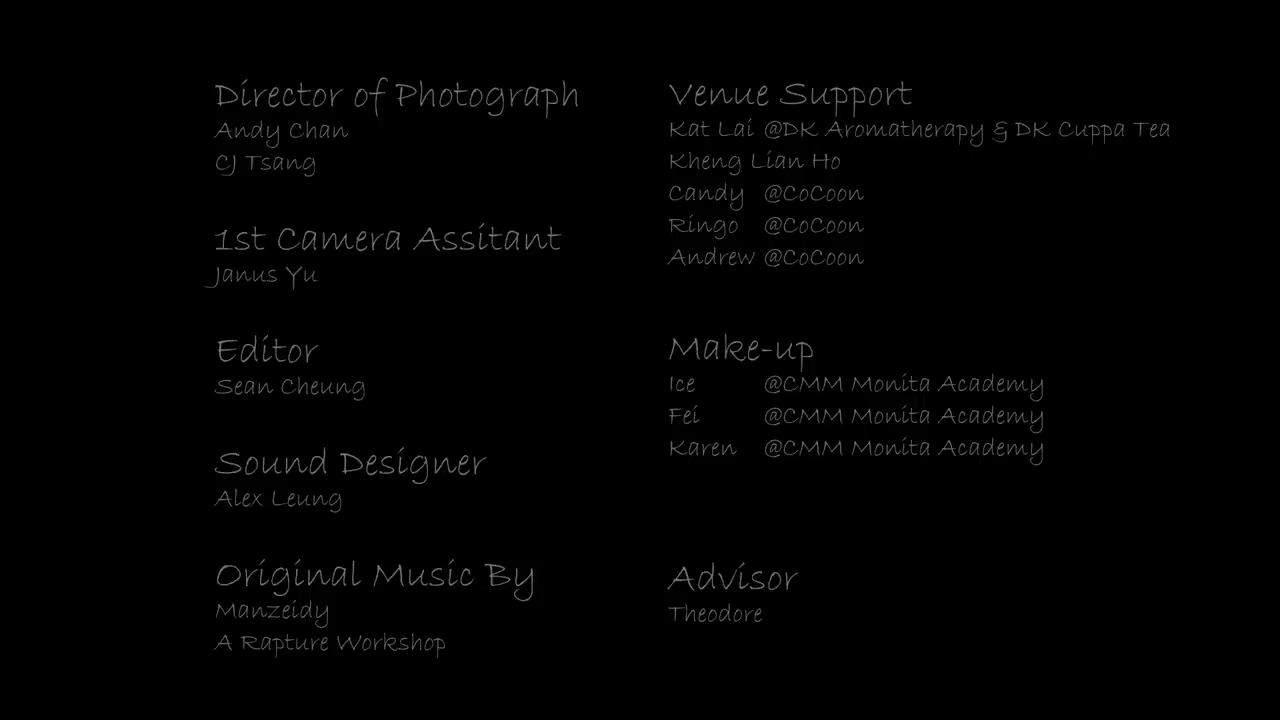 Director of Photograph
Andy Chan
CJ Tsang
1st Camera Assitant
Janus Yu
Editor
Sean Cheung
Sound Designer
Alex Leung
Original Music By
Manzeidy
A Rapture Workshop
Venue Support
Kat Lai @DK Aromatherapy & DK Cuppa Tea
Kheng Lian Ho
Candy @CoCoon
Ringo @CoCoon
Andrew @CoCoon
Make-up
Ice @CMM Monita Academy
Fei @CMM Monita Academy
Karen @CMM Monita Academy
Advisor
Theodore